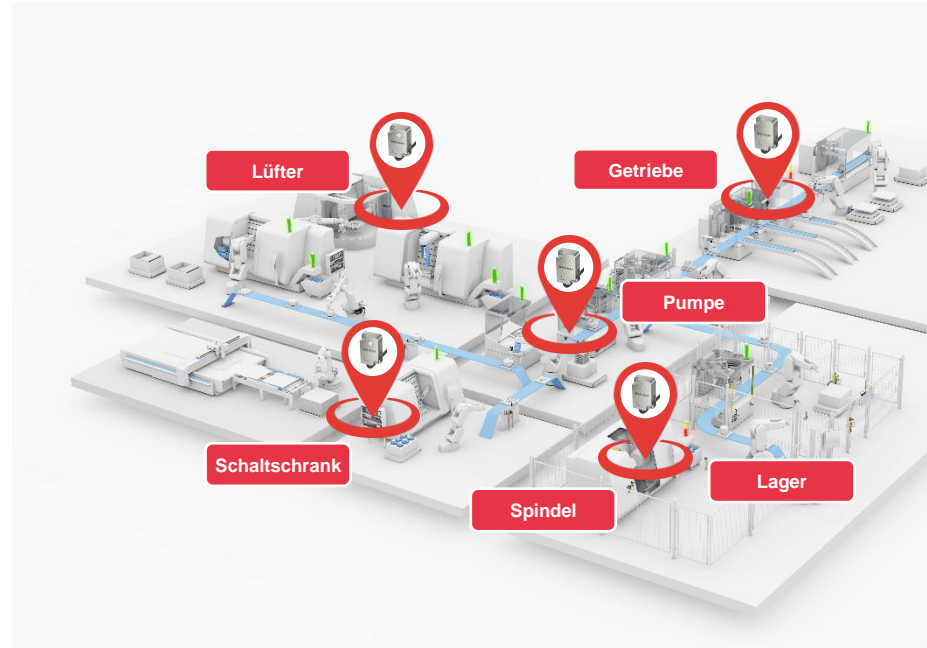 Lüfter
Getriebe
Pumpe
Schaltschrank
Spindel
Lager